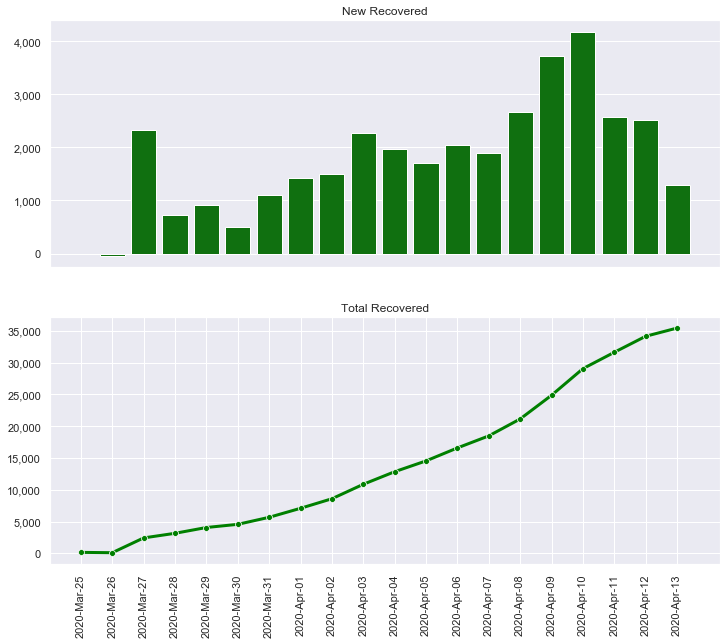 New Recovered
4,000
3,000
2,000
1,000
0
Total Recovered
35,000
30,000
25,000
20,000
15,000
10,000
5,000
0
2020-Mar-25
2020-Mar-26
2020-Mar-27
2020-Mar-28
2020-Mar-29
2020-Mar-30
2020-Mar-31
2020-Apr-01
2020-Apr-02
2020-Apr-03
2020-Apr-04
2020-Apr-05
2020-Apr-06
2020-Apr-07
2020-Apr-08
2020-Apr-09
2020-Apr-10
2020-Apr-11
2020-Apr-12
2020-Apr-13